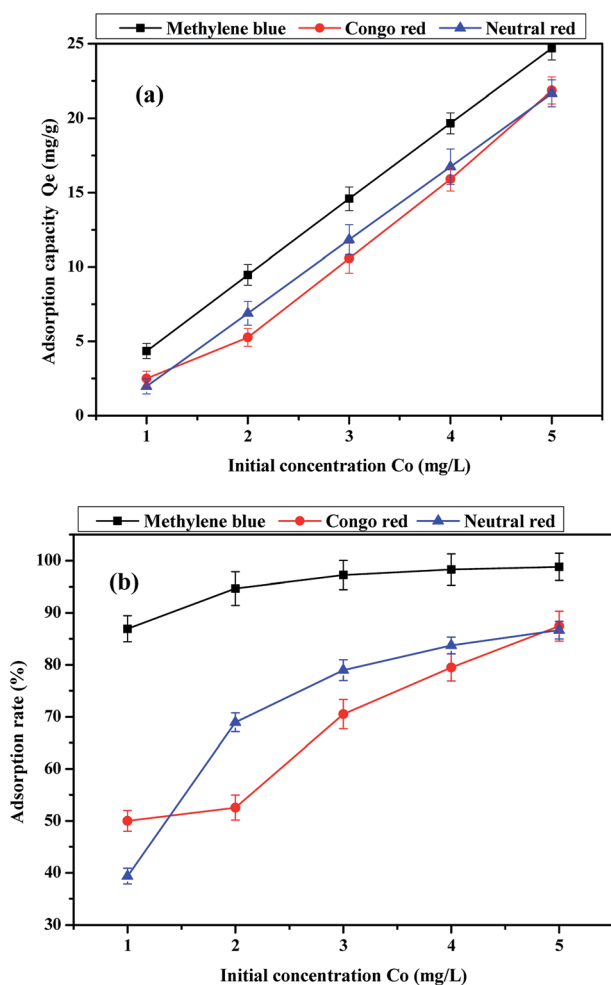 Methylene blue Congo red Neutral red
(a)
Adsorption capacity Qe (mg/g)
25
20
15
10
5
0
1 2 3 4 5
Initial concentration Co (mg/L)
Methylene blue Congo red Neutral red
(b)
Adsorption rate (%)
100
90
80
70
60
50
40
30
1 2 3 4 5
Initial concentration Co (mg/L)